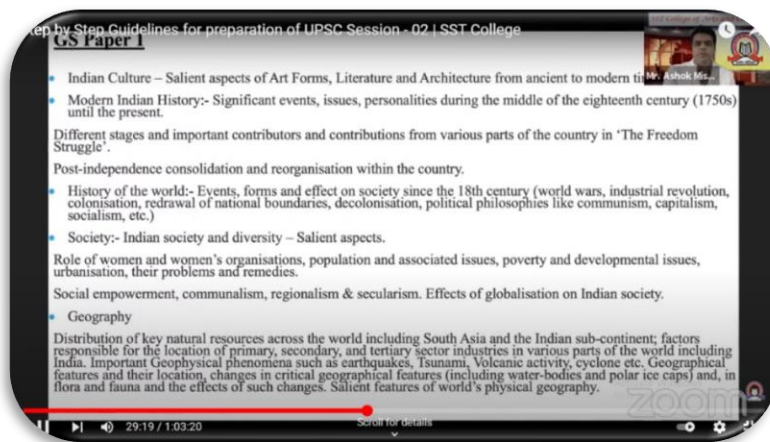 tep by Step Guidelines for preparation of UPSC Session - 02 | SST College
GS Paper 1
Mr. Ashok Mis...
• Indian Culture – Salient aspects of Art Forms, Literature and Architecture from ancient to modern
• Modern Indian History:- Significant events, issues, personalities during the middle of the eighteenth century (1750s)
until the present.
Different stages and important contributors and contributions from various parts of the country in ‘The Freedom
Struggle’.
Post-independence consolidation and reorganisation within the country.
• History of the world:- Events, forms and effect on society since the 18th century (world wars, industrial revolution,
colonisation, redrawal of national boundaries, decolonisation, political philosophies like communism, capitalism,
socialism, etc.)
• Society:- Indian society and diversity – Salient aspects.
Role of women and women’s organisations, population and associated issues, poverty and developmental issues,
urbanisation, their problems and remedies.
Social empowerment, communalism, regionalism & secularism. Effects of globalisation on Indian society.
• Geography
Distribution of key natural resources across the world including South Asia and the Indian sub-continent; factors
responsible for the location of primary, secondary, and tertiary sector industries in various parts of the world including
India. Important Geophysical phenomena such as earthquakes, Tsunami, Volcanic activity, cyclone etc. Geographical
features and their location, changes in critical geographical features (including water-bodies and polar ice caps) and, in
flora and fauna and the effects of such changes. Salient features of world’s physical geography.
zoom
29:19 / 1:03:20
Scroll for details